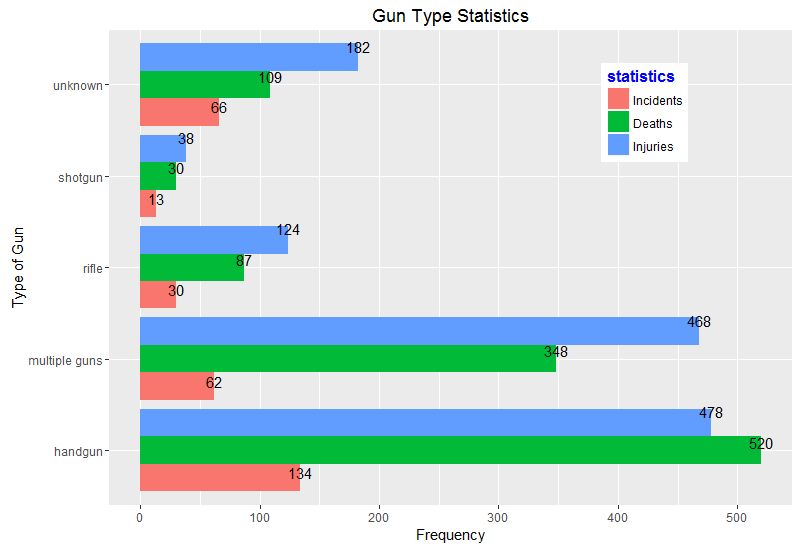 Gun Type Statistics
statistics
Incidents
Deaths
Injuries
Type of Gun
unknown
182
109
66
shotgun
38
30
13
rifle
124
87
30
multiple guns
468
348
62
handgun
478
520
134
0 100 200 300 400 500
Frequency